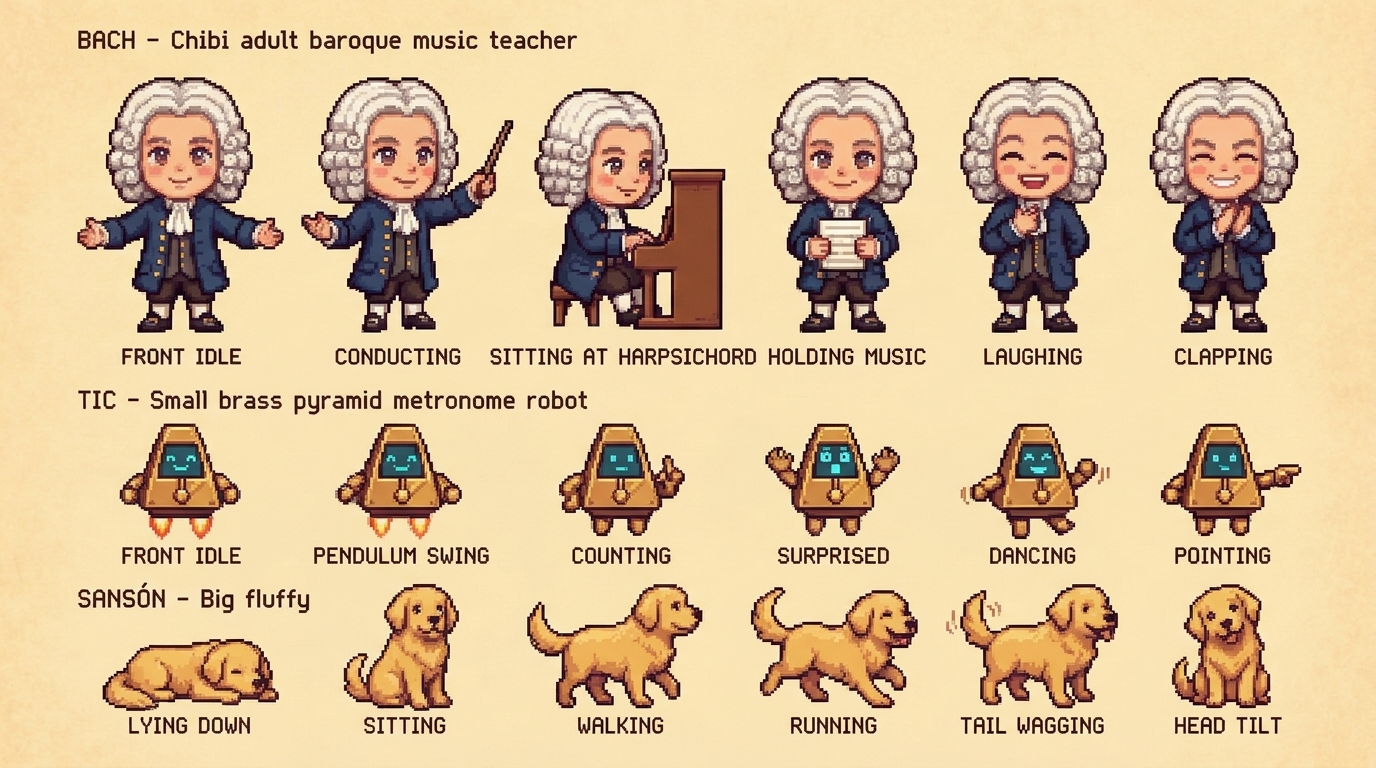 BACH - Chibi adult baroque music teacher
FRONT IDLE
CONDUCTING
SITTING AT HARPSICHORD
HOLDING MUSIC
LAUGHING
CLAPPING
TIC - Small brass pyramid metronome robot
FRONT IDLE
PENDULUM SWING
COUNTING
SURPRISED
DANCING
POINTING
SANSÓN - Big fluffy
LYING DOWN
SITTING
WALKING
RUNNING
TAIL WAGGING
HEAD TILT